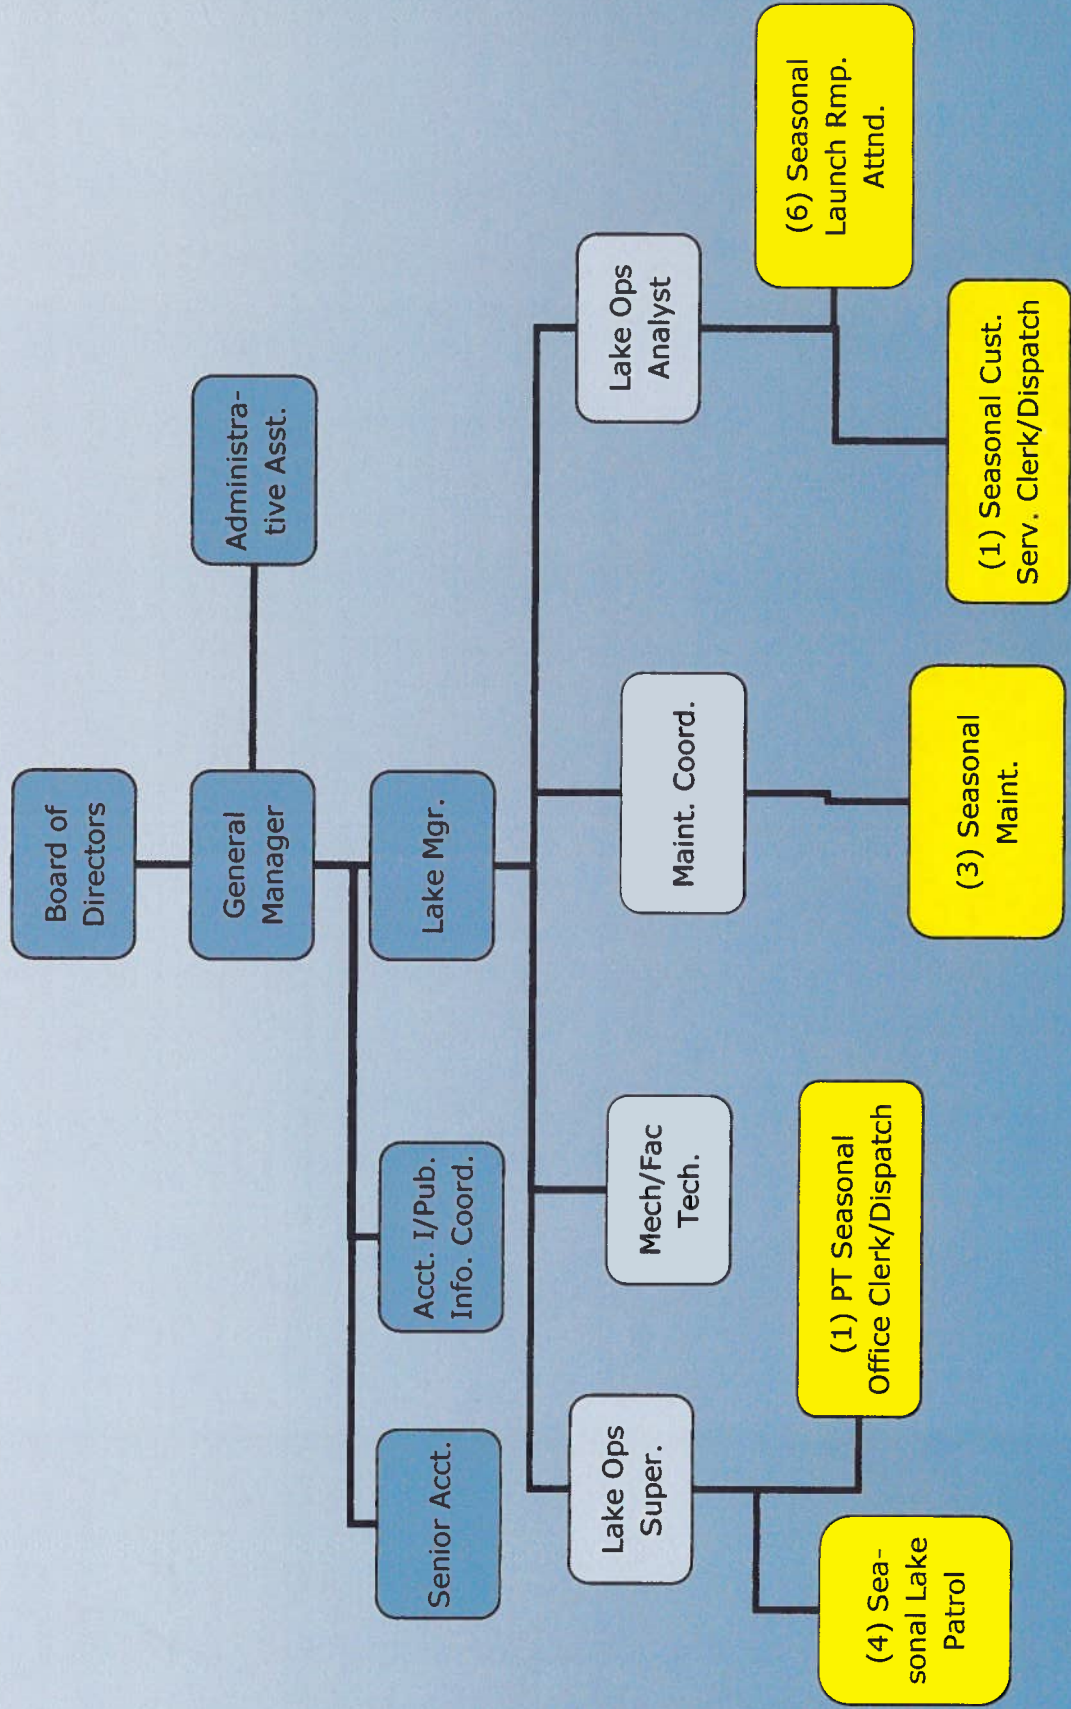 Board of
Directors
General
Manager
Administra-
tive Asst.
Senior Acct.
Acct. I/Pub.
Info. Coord.
Lake Mgr.
Lake Ops
Super.
Mech/Fac
Tech.
Maint. Coord.
Lake Ops
Analyst
(4) Sea-
sonal Lake
Patrol
(1) PT Seasonal
Office Clerk/Dispatch
(3) Seasonal
Maint.
(1) Seasonal Cust.
Serv. Clerk/Dispatch
(6) Seasonal
Launch Rmp.
Attnd.